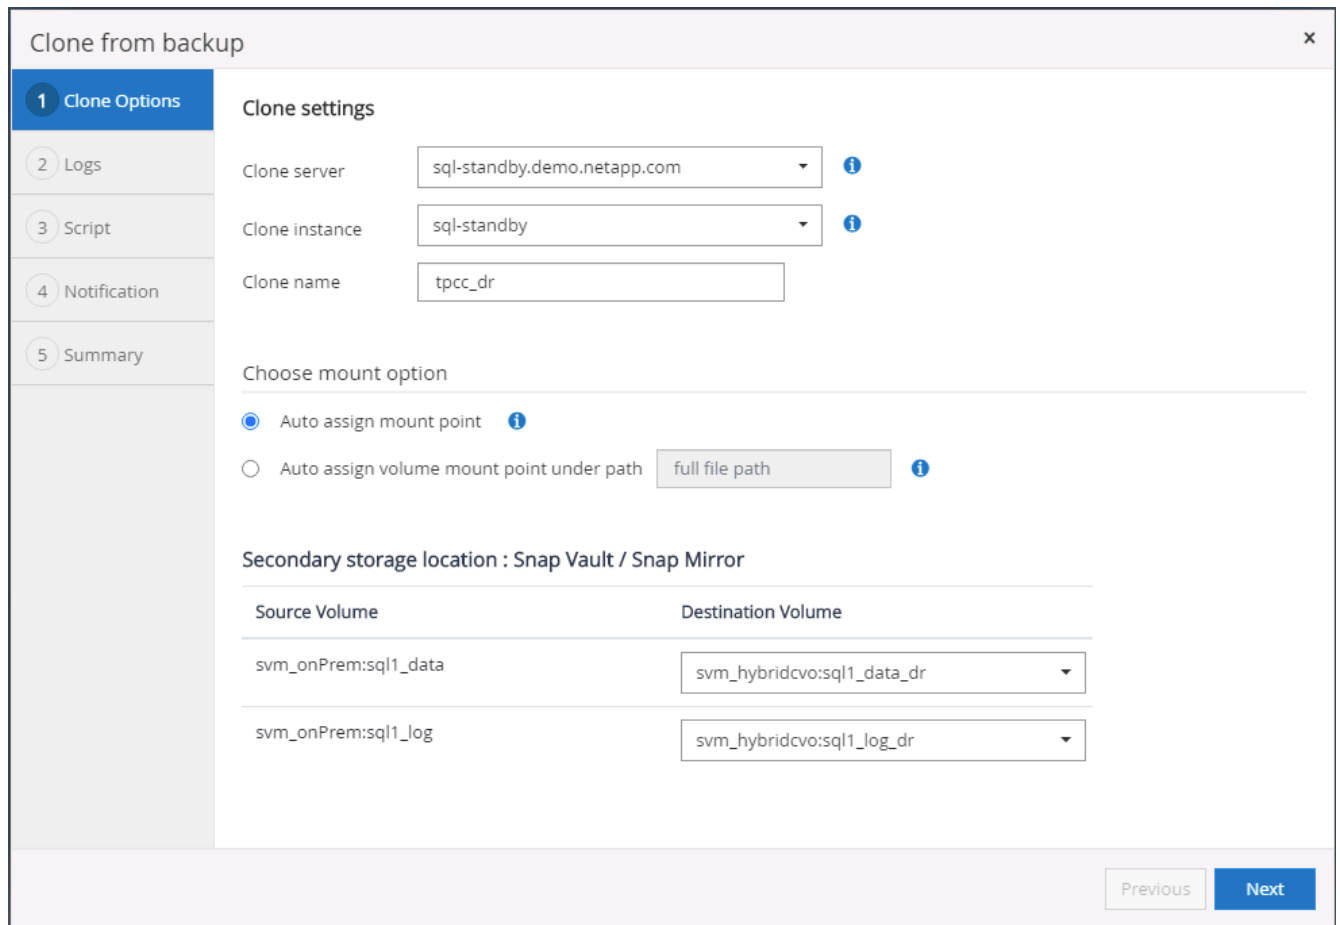 Clone from backup
×
1 Clone Options
2 Logs
3 Script
4 Notification
5 Summary
Clone settings
Clone server sql-standby.demo.netapp.com i
Clone instance sql-standby i
Clone name tpcc_dr
Choose mount option
Auto assign mount point i
Auto assign volume mount point under path full file path i
Secondary storage location : Snap Vault / Snap Mirror
Source Volume Destination Volume
svm_onPrem:sql1_data svm_hybridcvo:sql1_data_dr
svm_onPrem:sql1_log svm_hybridcvo:sql1_log_dr
Previous Next